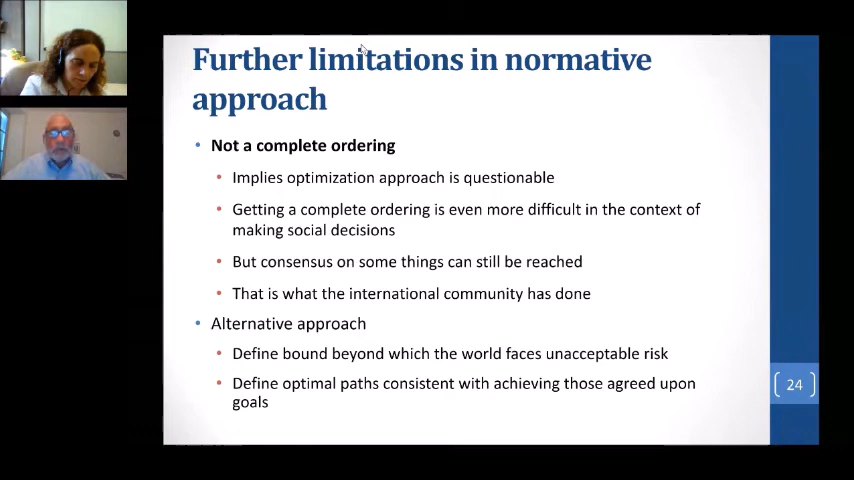 Further limitations in normative
approach
• Not a complete ordering
• Implies optimization approach is questionable
• Getting a complete ordering is even more difficult in the context of
making social decisions
• But consensus on some things can still be reached
• That is what the international community has done
• Alternative approach
• Define bound beyond which the world faces unacceptable risk
• Define optimal paths consistent with achieving those agreed upon
goals
24